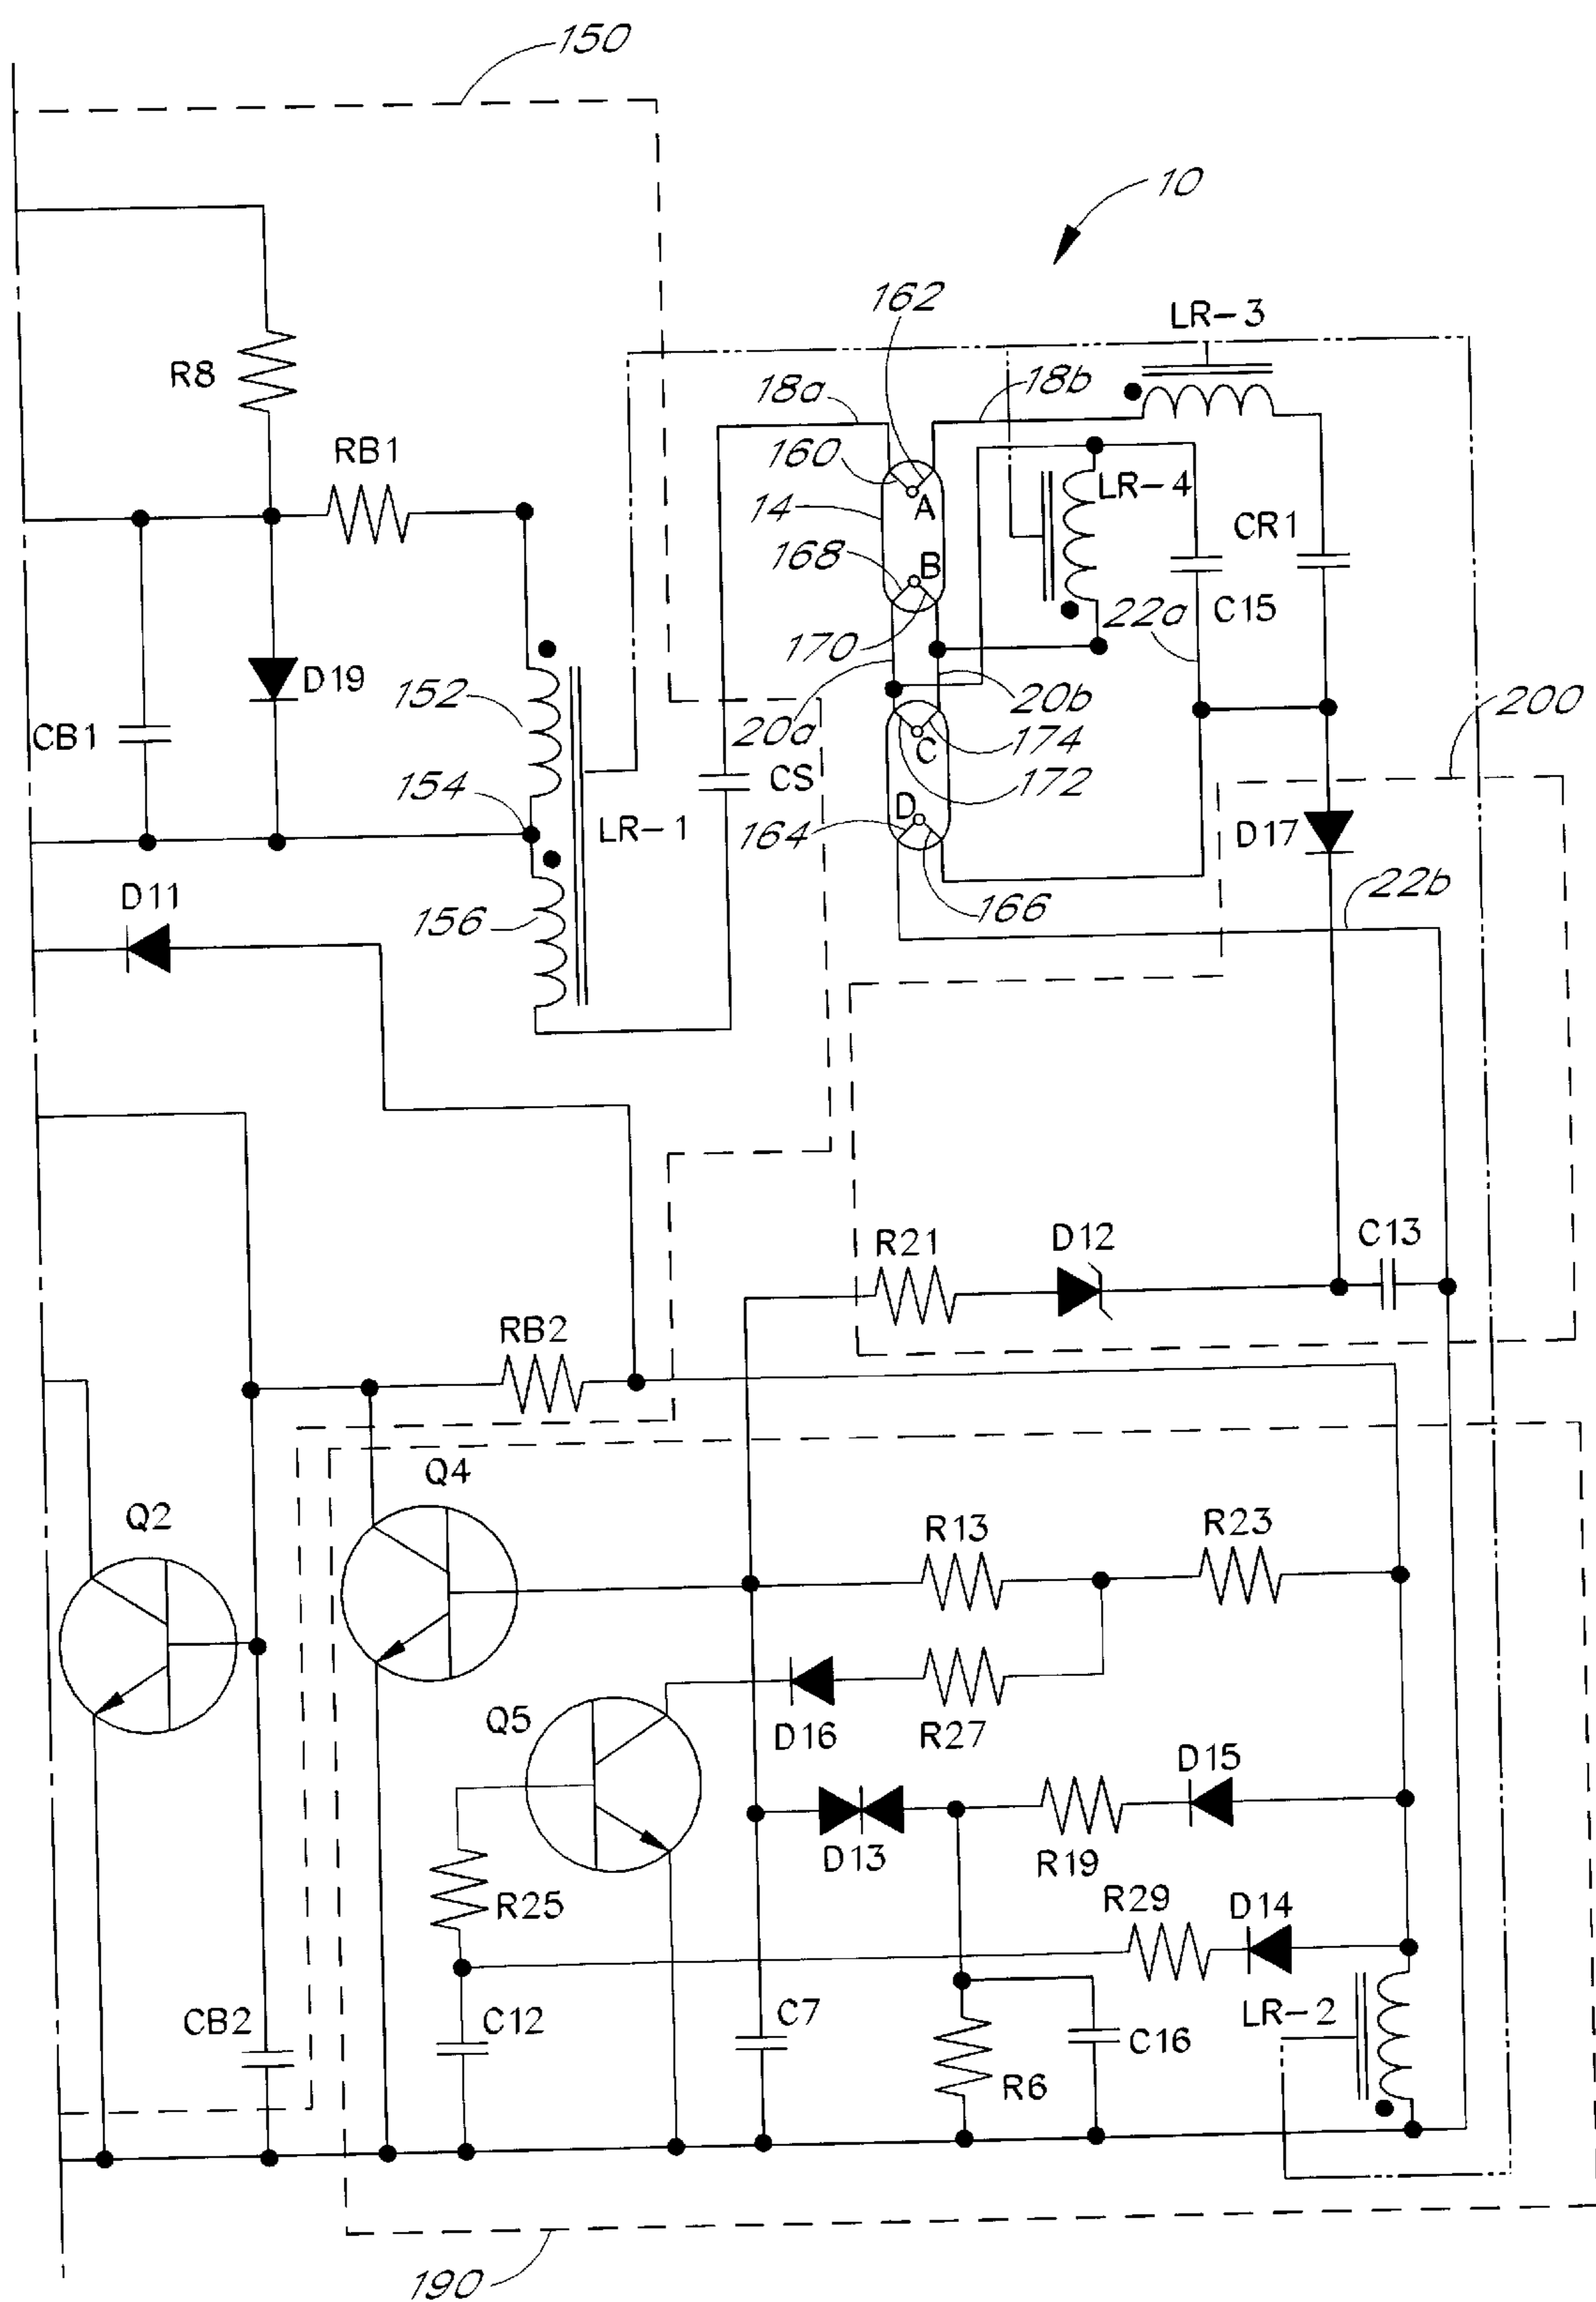 150
10
162
LR-3
R8
18a
18b
RB1
160
LR-4
14
A
CR1
168
B
22a
C15
170
D19
152
20b
200
CB1
20a
C
174
154
CS
172
D
LR-1
164
D17
D11
22b
156
166
R21
D12
C13
RB2
Q4
Q2
R13
R23
Q5
D16
R27
D15
D13
R19
R25
R29
D14
CB2
C12
C7
LR-2
C16
R6
190